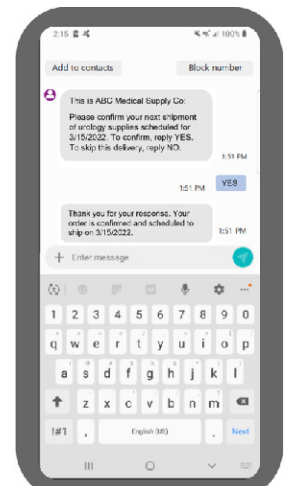 2:15 100%
Add to contacts Block number
This is ABC Medical Supply Co:
Please confirm your next shipment
of urology supplies scheduled for
3/15/2022. To confirm, reply YES.
To skip this delivery, reply NO.
1:51 PM
1:51 PM YES
Thank you for your response. Your
order is confirmed and scheduled to
ship on 3/15/2022.
1:51 PM
Enter message
1 2 3 4 5 6 7 8 9 0
q w e r t y u i o p
a s d f g h j k l
z x c v b n m
!#1 , English (US) . Next